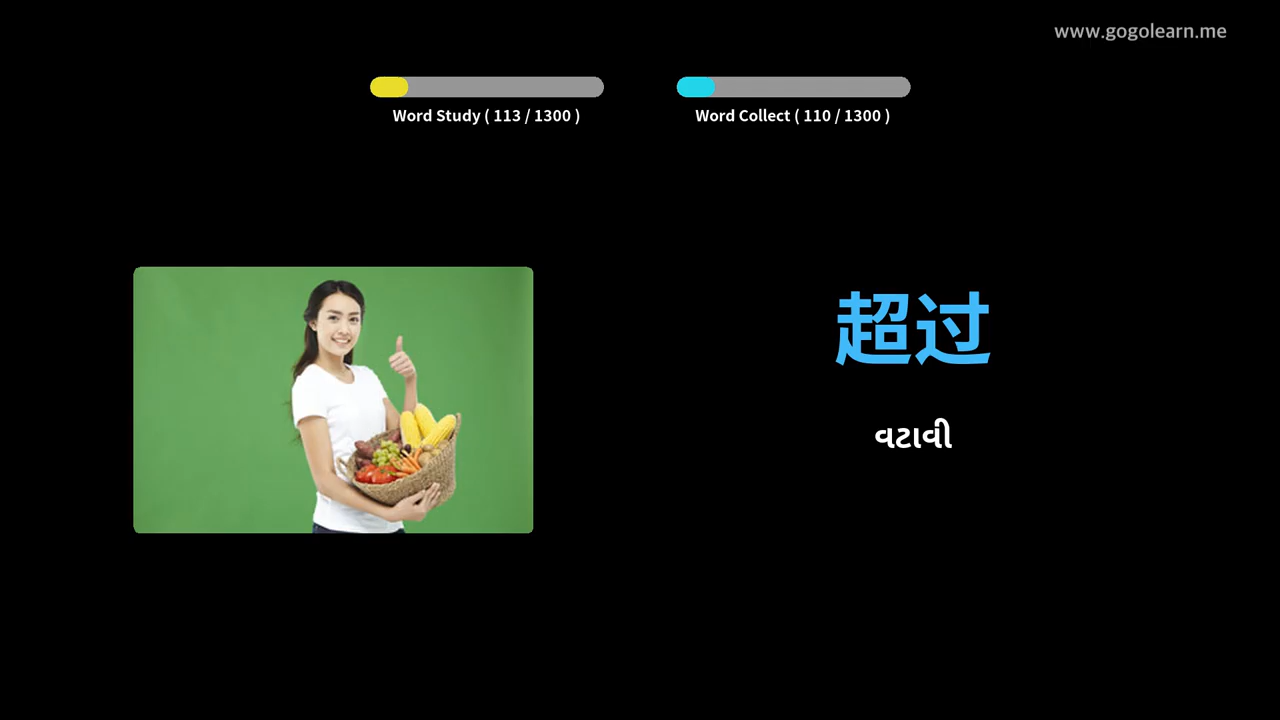 www.gogolearn.me
Word Study ( 113 / 1300 )
Word Collect ( 110 / 1300 )
超过
વટાવી